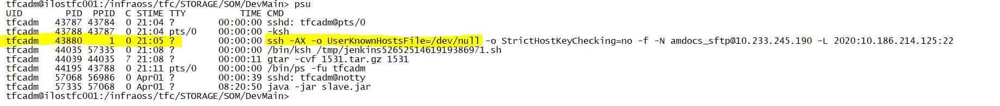 tfcadm@ilostfc001:/infraoss/tfc/STORAGE/SOM/DevMain> psu
UID PID PPID C STIME TTY TIME CMD
tfcadm 43787 43784 0 21:04 ? 00:00:00 sshd: tfcadm@pts/0
tfcadm 43788 43787 0 21:04 pts/0 00:00:00 -ksh
tfcadm 43880 1 0 21:05 ? 00:00:00 ssh -AX -o UserKnownHostsFile=/dev/null -o StrictHostKeyChecking=no -f -N amdocs_sftp@10.233.245.190 -L 2020:10.186.214.125:22
tfcadm 44035 57335 0 21:08 ? 00:00:00 /bin/ksh /tmp/jenkins5265251461919386971.sh
tfcadm 44039 44035 7 21:08 ? 00:00:11 gtar -cvf 1531.tar.gz 1531
tfcadm 44195 43788 0 21:11 pts/0 00:00:00 /bin/ps -fu tfcadm
tfcadm 57068 56986 0 Apr01 ? 00:00:39 sshd: tfcadm@notty
tfcadm 57335 57068 0 Apr01 ? 08:20:50 java -jar slave.jar
tfcadm@ilostfc001:/infraoss/tfc/STORAGE/SOM/DevMain>